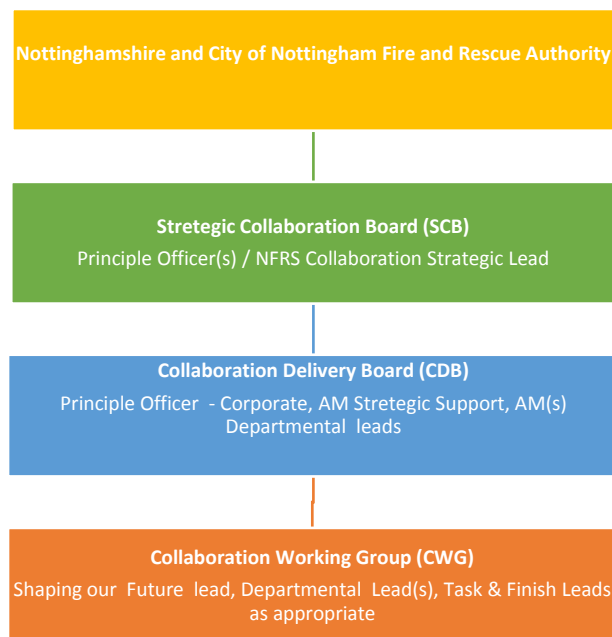 Nottinghamshire and City of Nottingham Fire and Rescue Authority
Stretegic Collaboration Board (SCB)
Principle Officer(s) / NFRS Collaboration Strategic Lead
Collaboration Delivery Board (CDB)
Principle Officer - Corporate, AM Stretegic Support, AM(s)
Departmental leads
Collaboration Working Group (CWG)
Shaping our Future lead, Departmental Lead(s), Task & Finish Leads
as appropriate